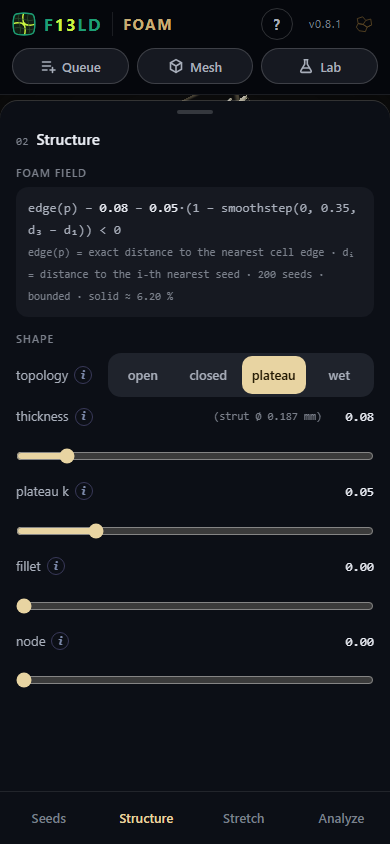 F13LD FOAM ? v0.8.1
Queue Mesh Lab
02 Structure
FOAM FIELD
edge(p) − 0.08 − 0.05·(1 − smoothstep(0, 0.35,
d₃ − d₁)) < 0
edge(p) = exact distance to the nearest cell edge · dᵢ
= distance to the i-th nearest seed · 200 seeds ·
bounded · solid ≈ 6.20 %
SHAPE
topology i open closed plateau wet
thickness i (strut Ø 0.187 mm) 0.08
plateau k i 0.05
fillet i 0.00
node i 0.00
Seeds Structure Stretch Analyze